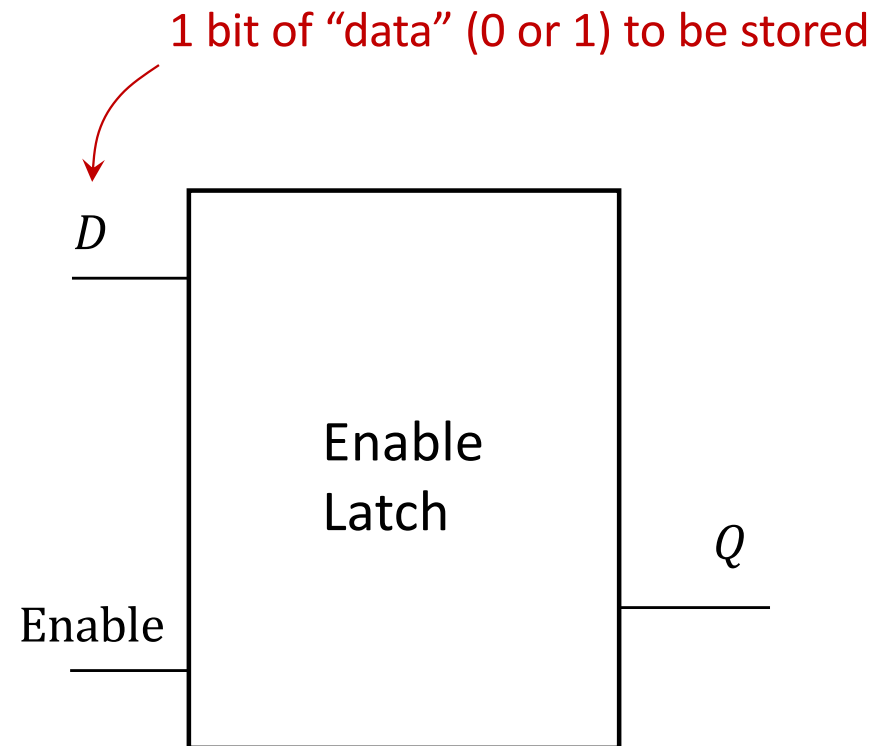 1 bit of “data” (0 or 1) to be stored
D
Enable
Latch
Q
Enable